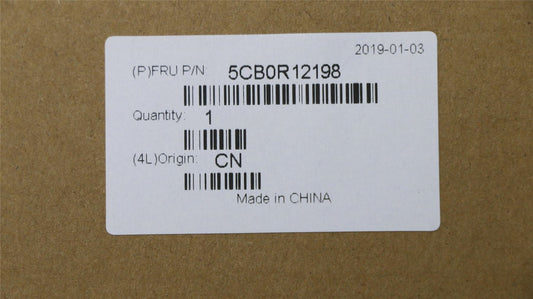 2019-01-03
(P)FRU P/N 5CB0R12198
Quantity: 1
(4L)Origin: CN
Made in CHINA